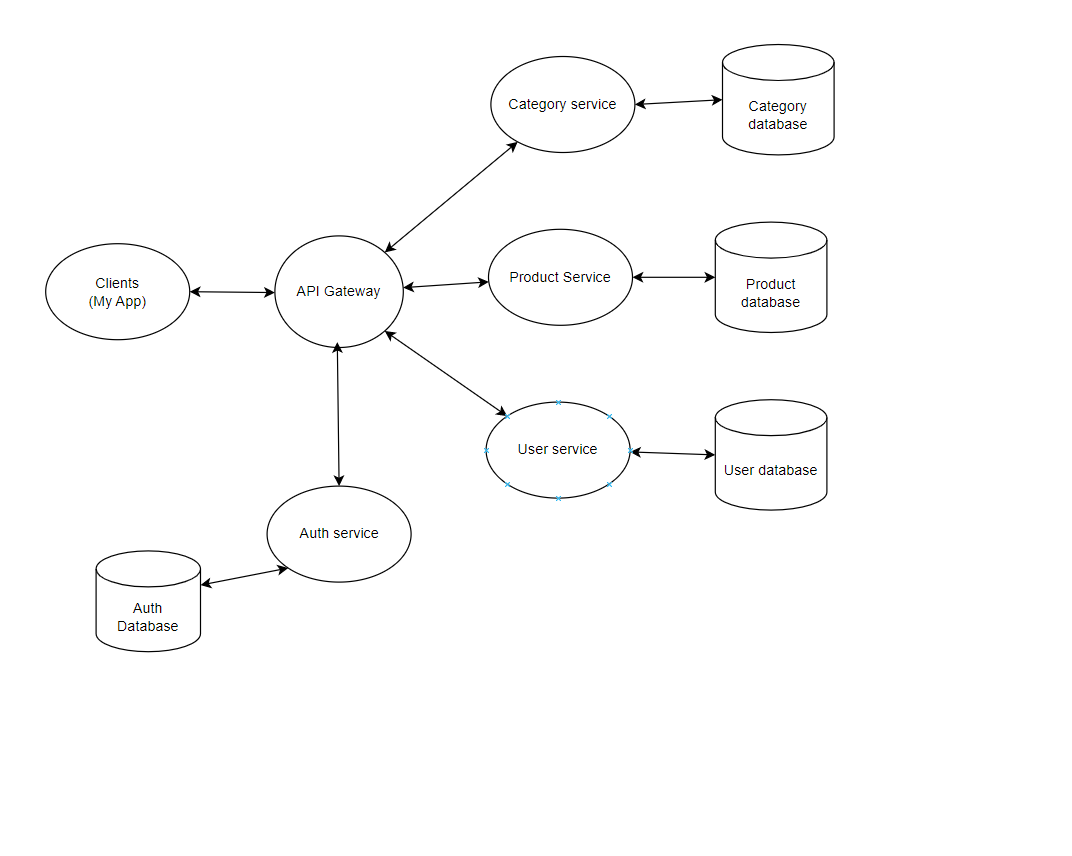 Category service
Category
database
Clients
(My App)
API Gateway
Product Service
Product
database
User service
User database
Auth service
Auth
Database